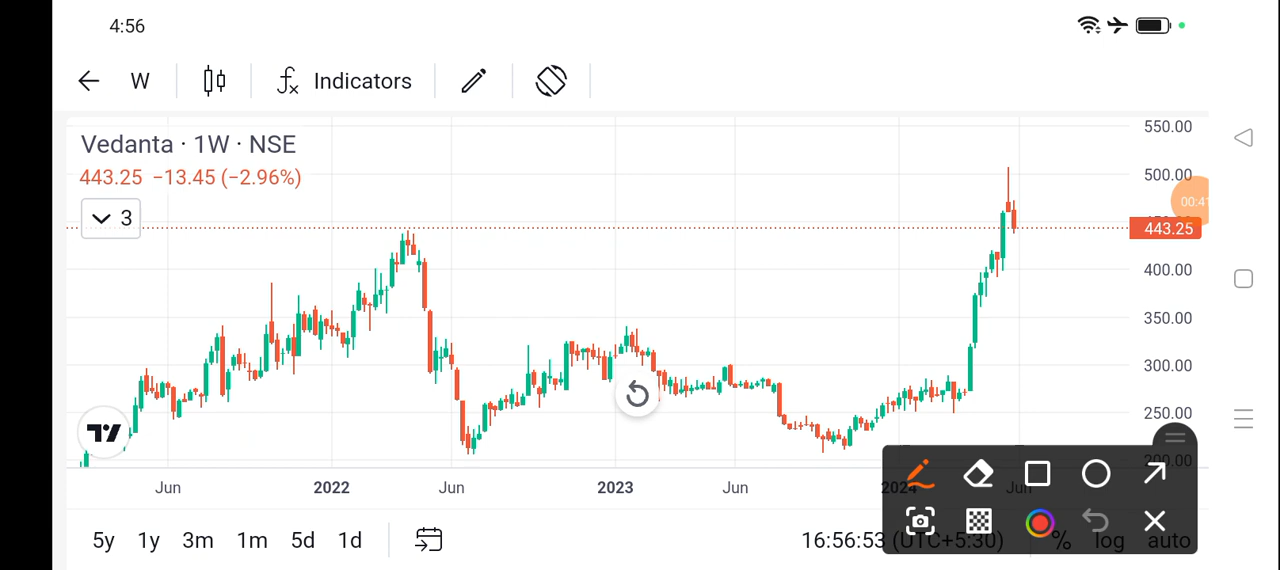 4:56
W
Indicators
Vedanta · 1W · NSE
443.25 −13.45 (−2.96%)
3
550.00
500.00
00:41
443.25
400.00
350.00
300.00
250.00
200.00
Jun 2022 Jun 2023 Jun 2024 Jun
5y 1y 3m 1m 5d 1d
16:56:53 (UTC+5:30) % log auto